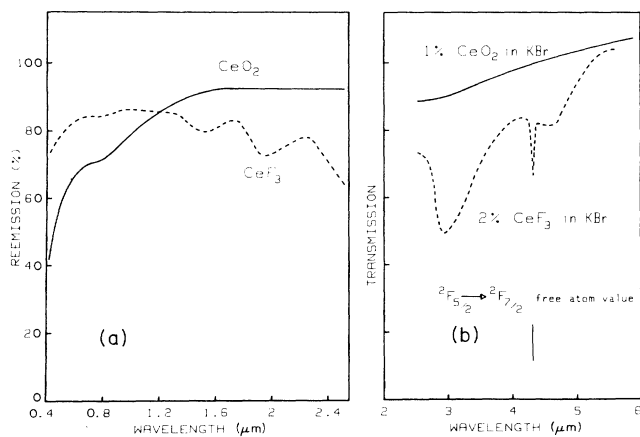 100
80
60
40
20
0
REEMISSION (%)
CeO2
CeF3
(a)
0.4 0.8 1.2 1.6 2 2.4
WAVELENGTH (μm)
TRANSMISSION
1% CeO2 in KBr
2% CeF3 in KBr
2F5/2 → 2F7/2 free atom value
(b)
2 3 4 5 6
WAVELENGTH (μm)